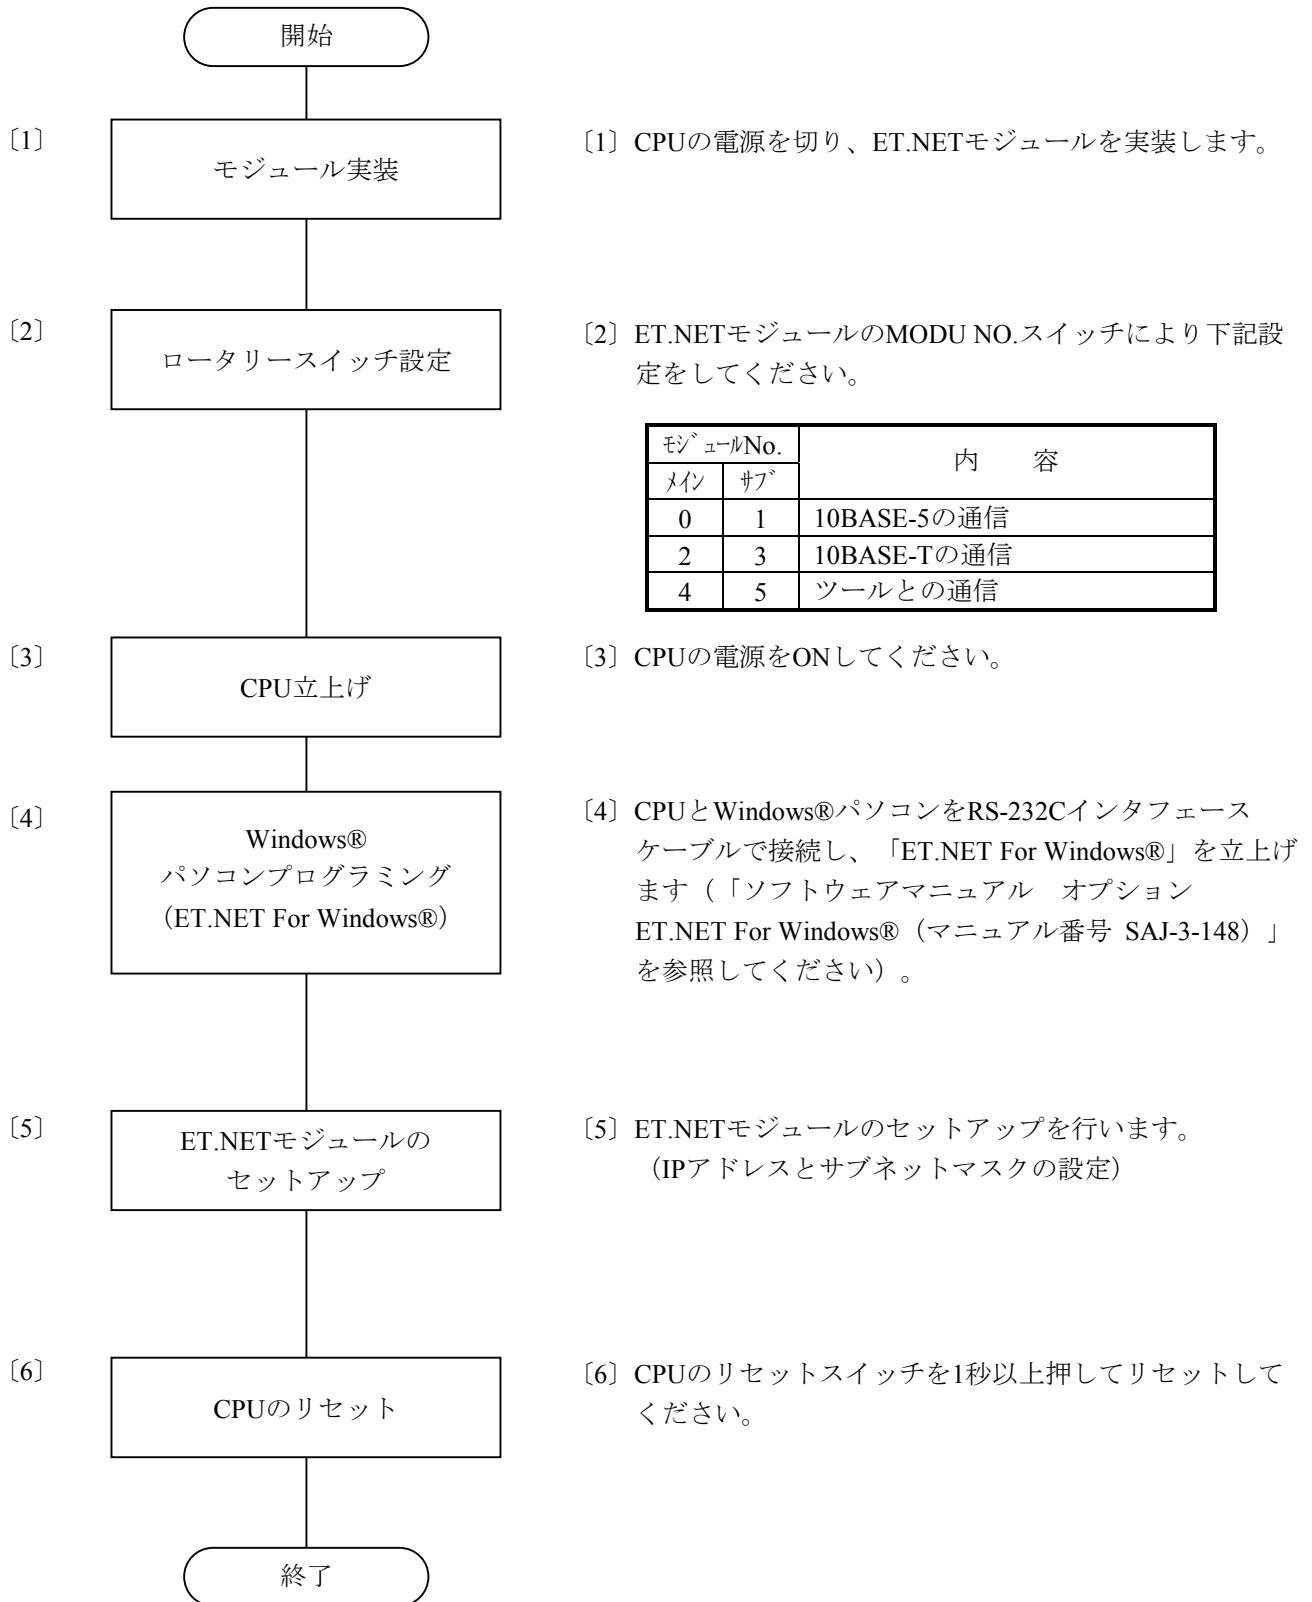 開始
〔1〕
モジュール実装
〔1〕CPUの電源を切り、ET.NETモジュールを実装します。
〔2〕
ロータリースイッチ設定
〔2〕ET.NETモジュールのMODU NO.スイッチにより下記設
定をしてください。
ﾓｼﾞｭｰﾙNo.
内　　容
ﾒｲﾝ ｻﾌﾞ
0 1 10BASE-5の通信
2 3 10BASE-Tの通信
4 5 ツールとの通信
〔3〕
CPU立上げ
〔3〕CPUの電源をONしてください。
〔4〕
Windows®
パソコンプログラミング
（ET.NET For Windows®）
〔4〕CPUとWindows®パソコンをRS-232Cインタフェース
ケーブルで接続し、「ET.NET For Windows®」を立上げ
ます（「ソフトウェアマニュアル　オプション
ET.NET For Windows®（マニュアル番号 SAJ-3-148）」
を参照してください）。
〔5〕
ET.NETモジュールの
セットアップ
〔5〕ET.NETモジュールのセットアップを行います。
（IPアドレスとサブネットマスクの設定）
〔6〕
CPUのリセット
〔6〕CPUのリセットスイッチを1秒以上押してリセットして
ください。
終了